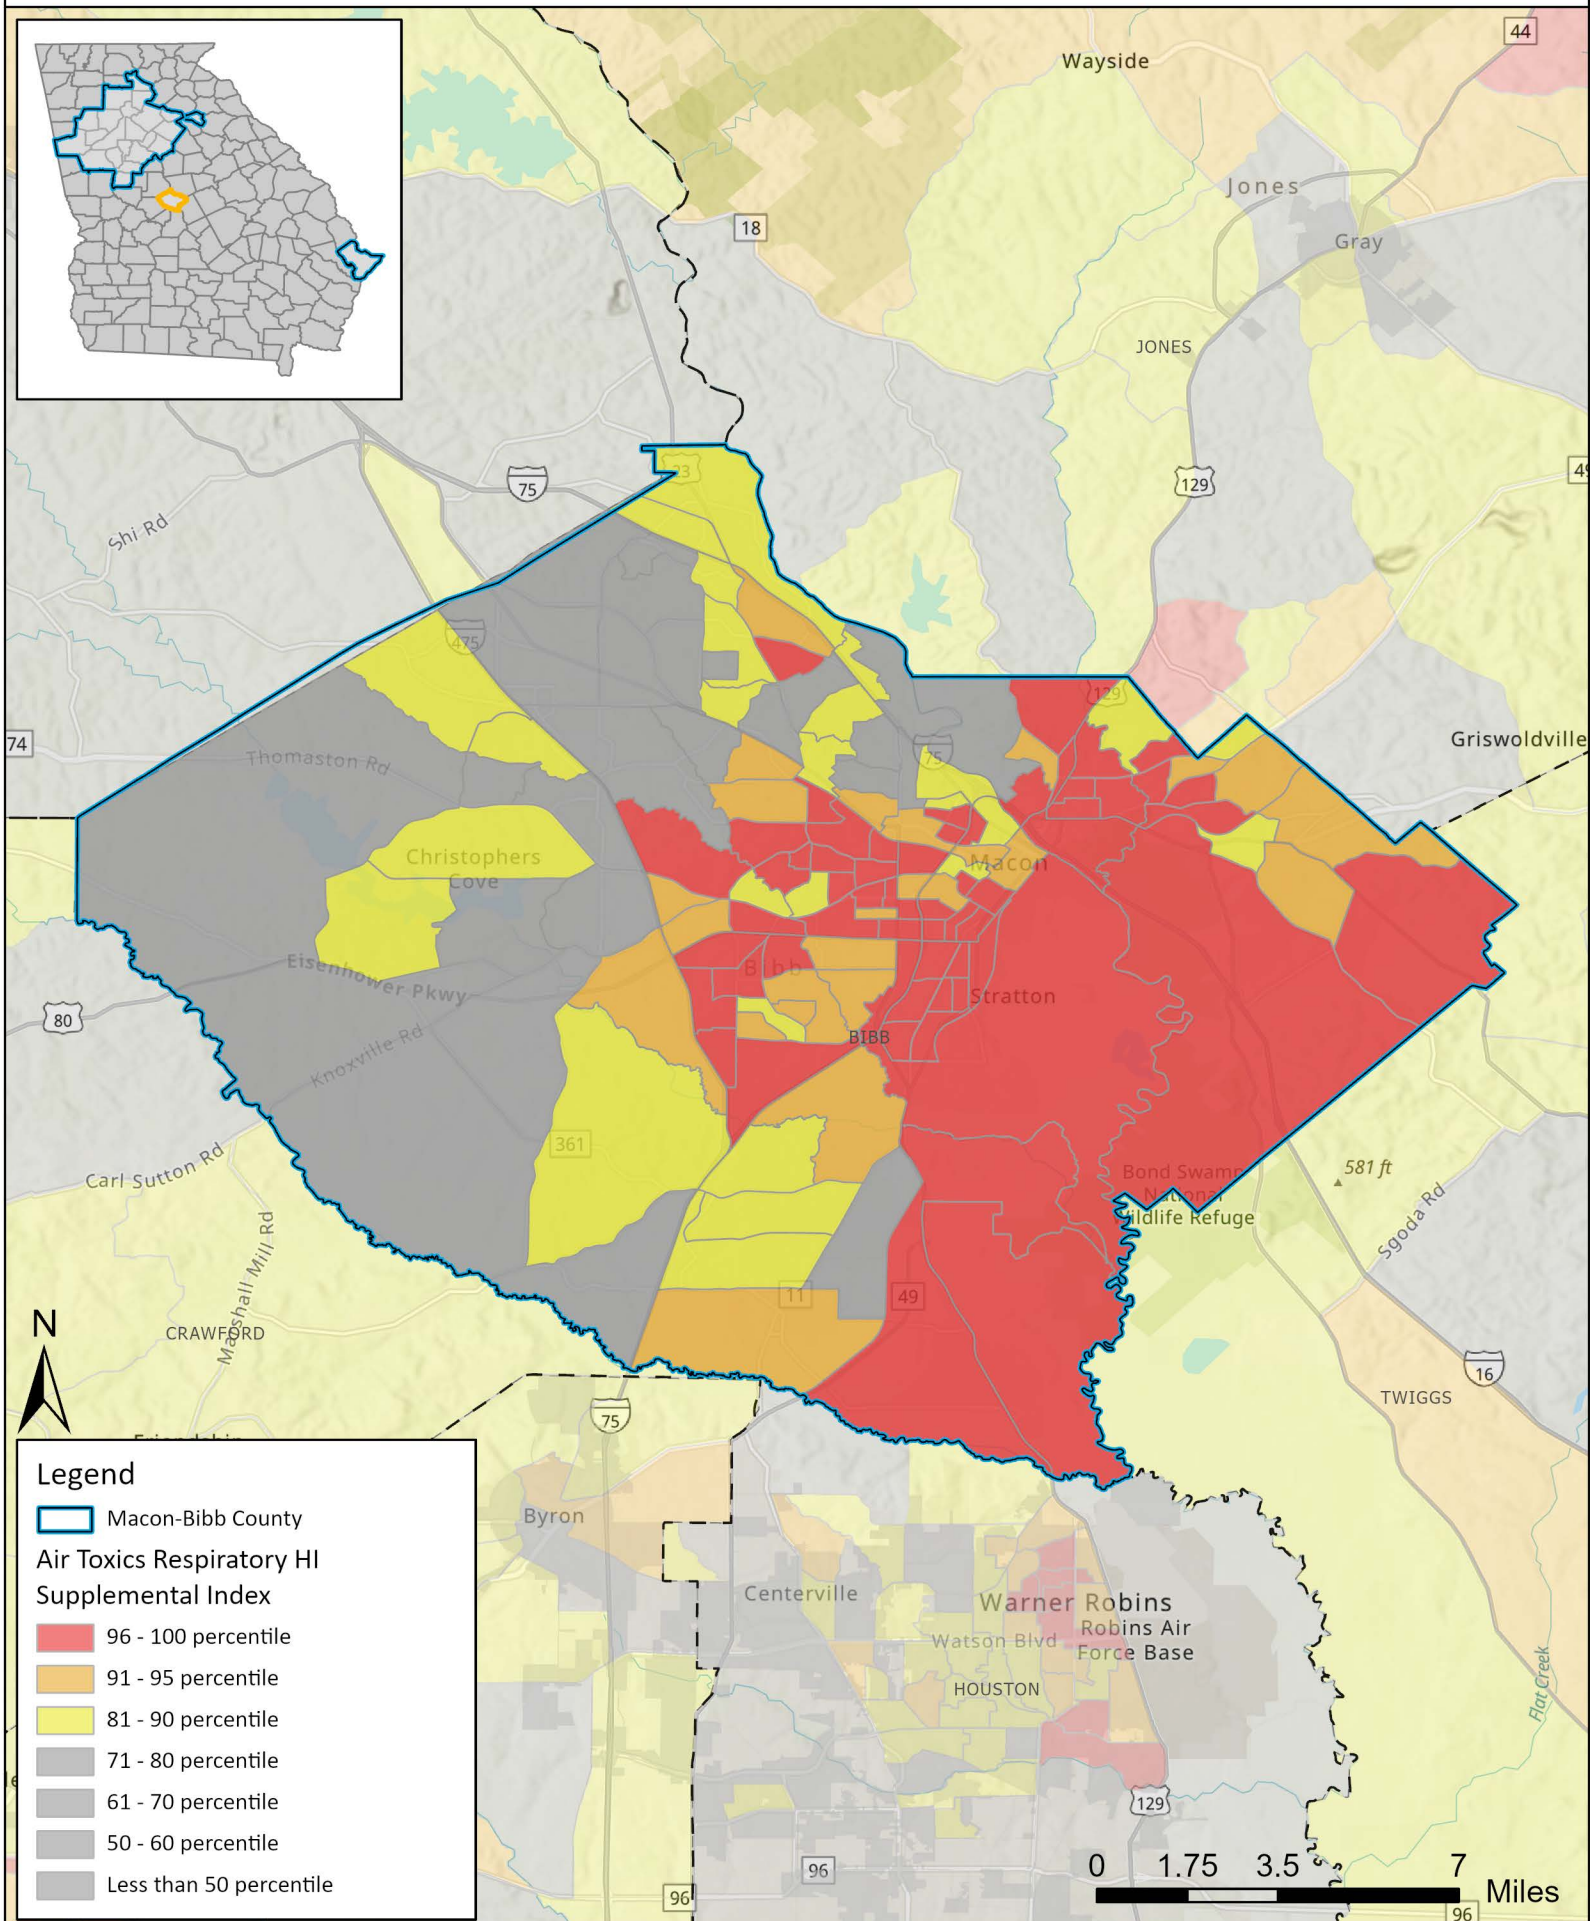 Wayside
44
18
Jones
Gray
JONES
23
75
129
49
Shi Rd
475
129
74
Thomaston Rd
75
Griswoldville
Christophers
Cove
Macon
Bibb
Eisenhower Pkwy
Stratton
80
BIBB
Knoxville Rd
361
Carl Sutton Rd
Bond Swamp
National
Wildlife Refuge
581 ft
Sgoda Rd
Marshall Mill Rd
11
49
N
CRAWFORD
16
TWIGGS
75
Byron
Centerville
Warner Robins
Robins Air
Force Base
Watson Blvd
HOUSTON
Flat Creek
129
96
96
96
Legend
Macon-Bibb County
Air Toxics Respiratory HI
Supplemental Index
96 - 100 percentile
91 - 95 percentile
81 - 90 percentile
71 - 80 percentile
61 - 70 percentile
50 - 60 percentile
Less than 50 percentile
0 1.75 3.5 7
Miles